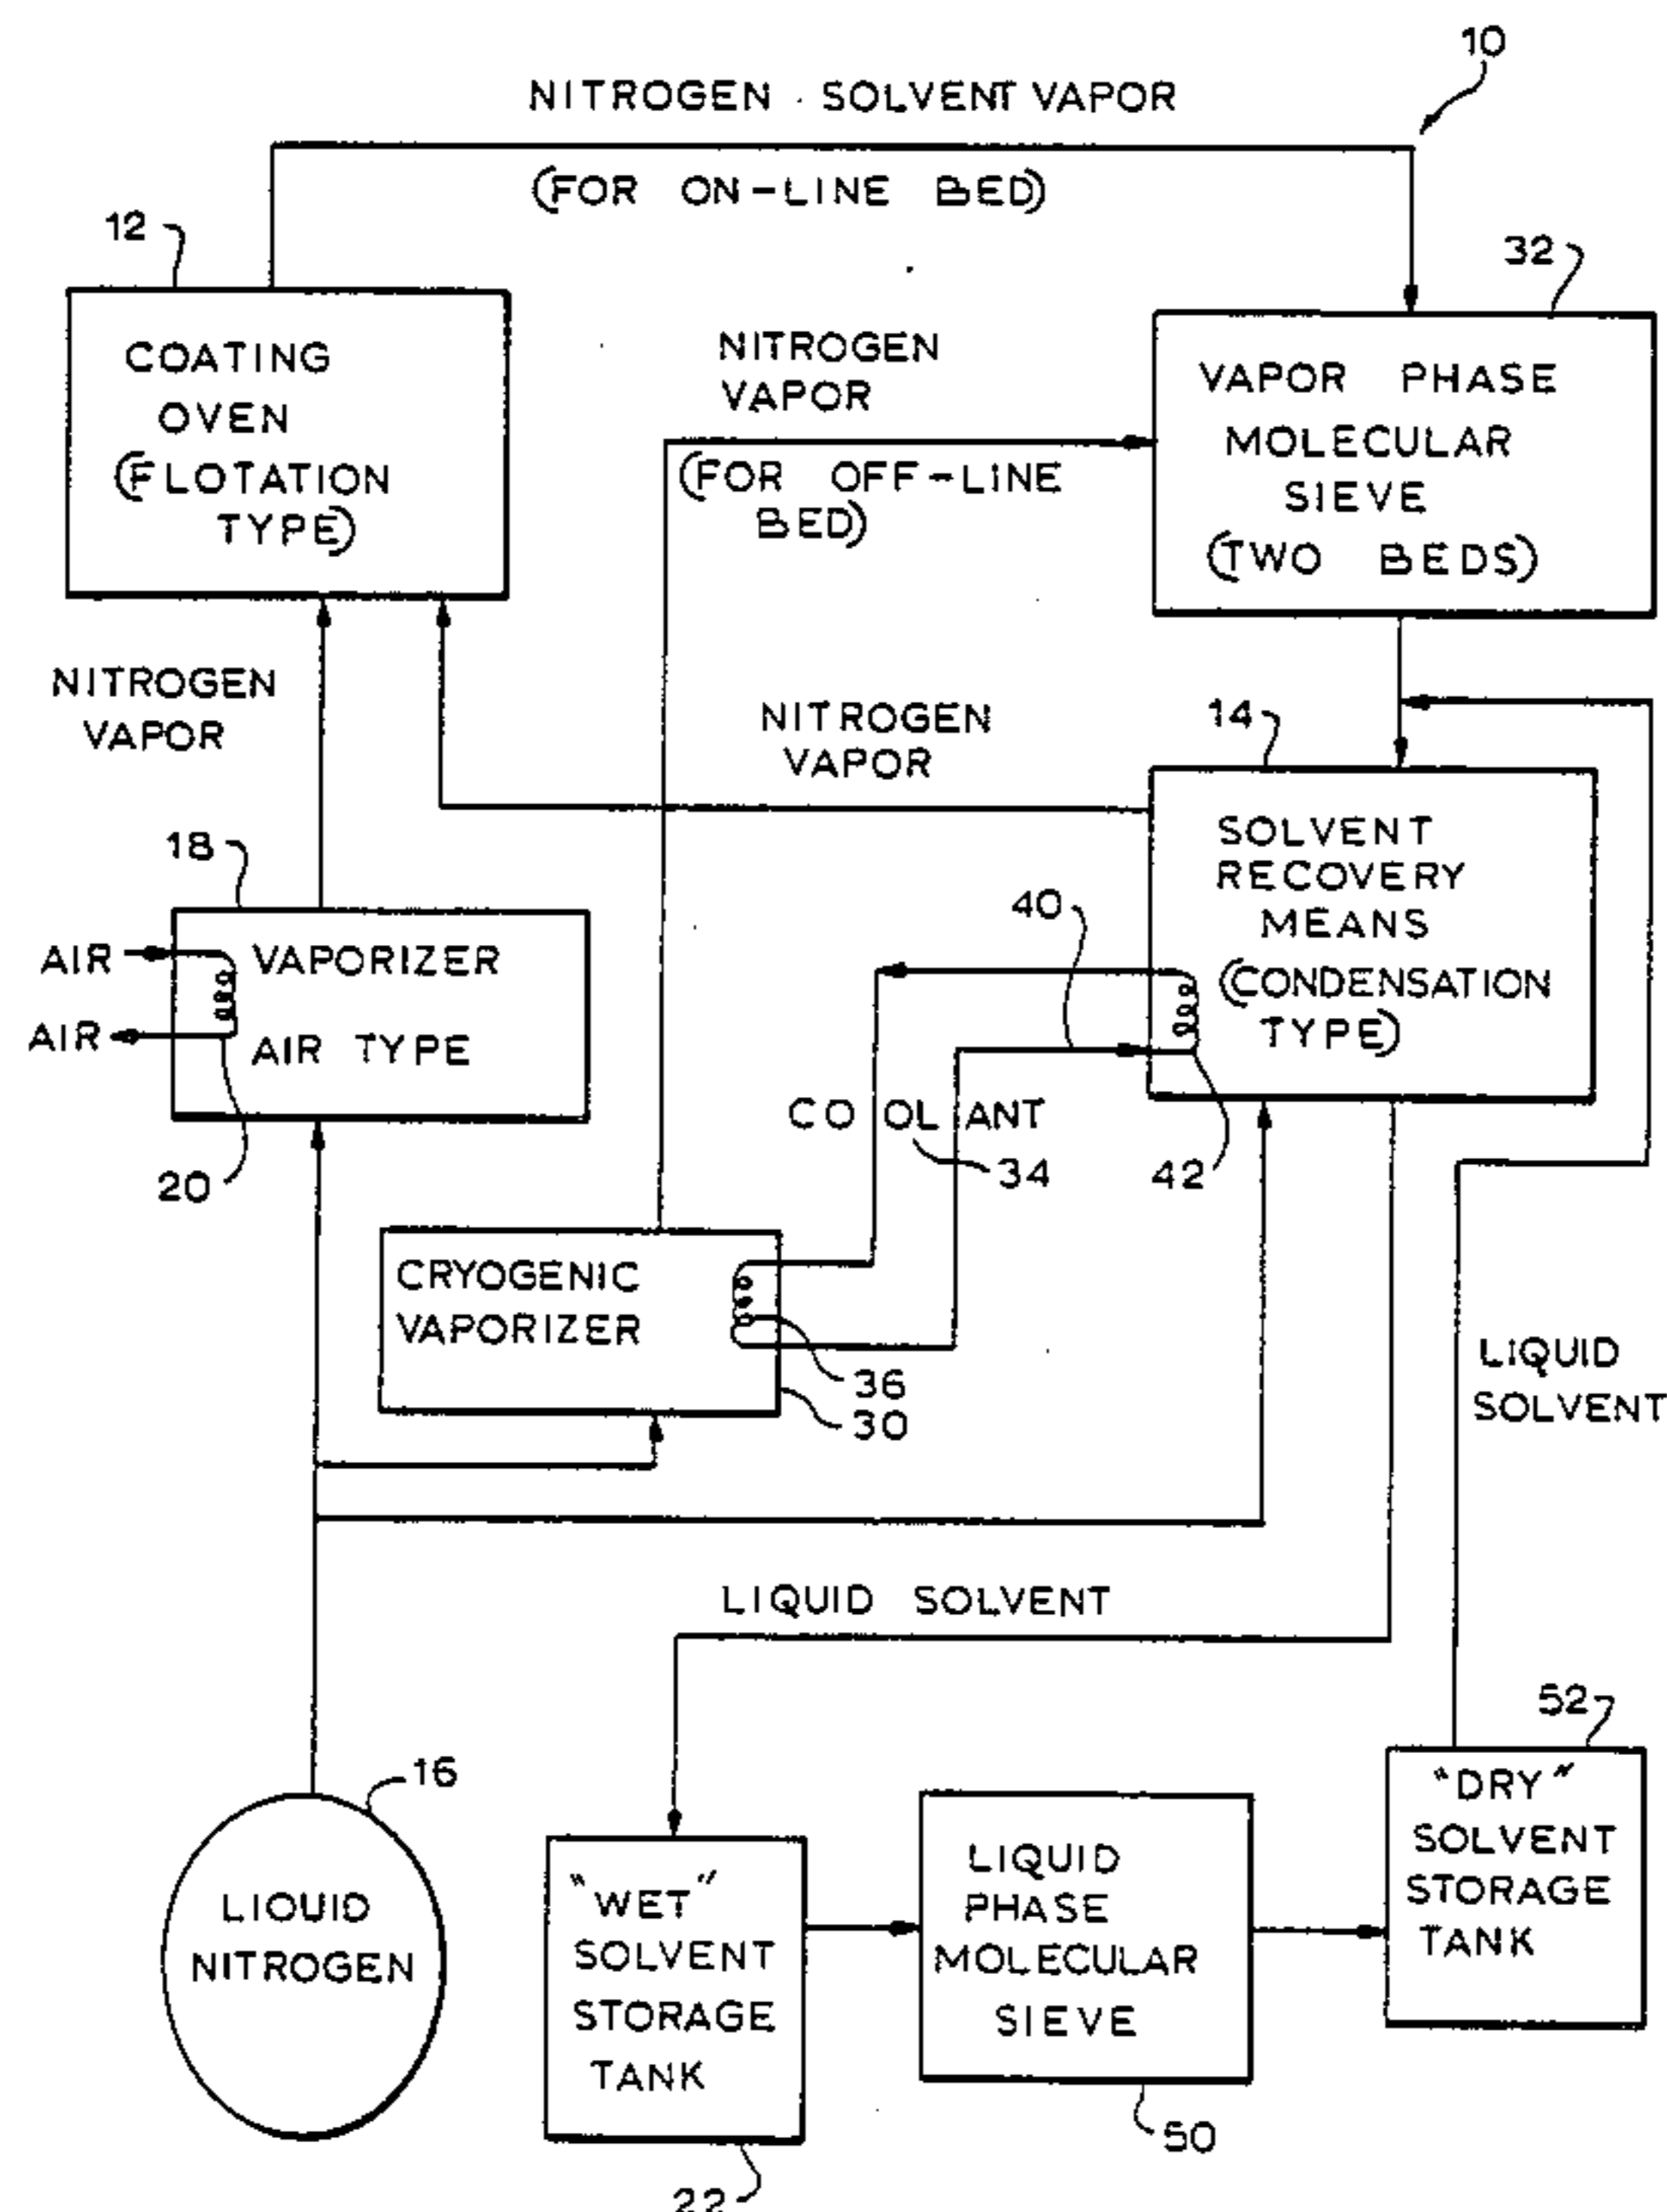 10
NITROGEN SOLVENT VAPOR
(FOR ON-LINE BED)
12
32
COATING
OVEN
(FLOTATION
TYPE)
NITROGEN
VAPOR
(FOR OFF-LINE
BED)
VAPOR PHASE
MOLECULAR
SIEVE
(TWO BEDS)
NITROGEN
VAPOR
NITROGEN
VAPOR
14
18
SOLVENT
RECOVERY
MEANS
(CONDENSATION
TYPE)
40
AIR
VAPORIZER
AIR
AIR TYPE
COOLANT
34
42
20
CRYOGENIC
VAPORIZER
36
30
LIQUID
SOLVENT
LIQUID SOLVENT
52
16
"DRY"
SOLVENT
STORAGE
TANK
LIQUID
NITROGEN
"WET"
SOLVENT
STORAGE
TANK
LIQUID
PHASE
MOLECULAR
SIEVE
50
22